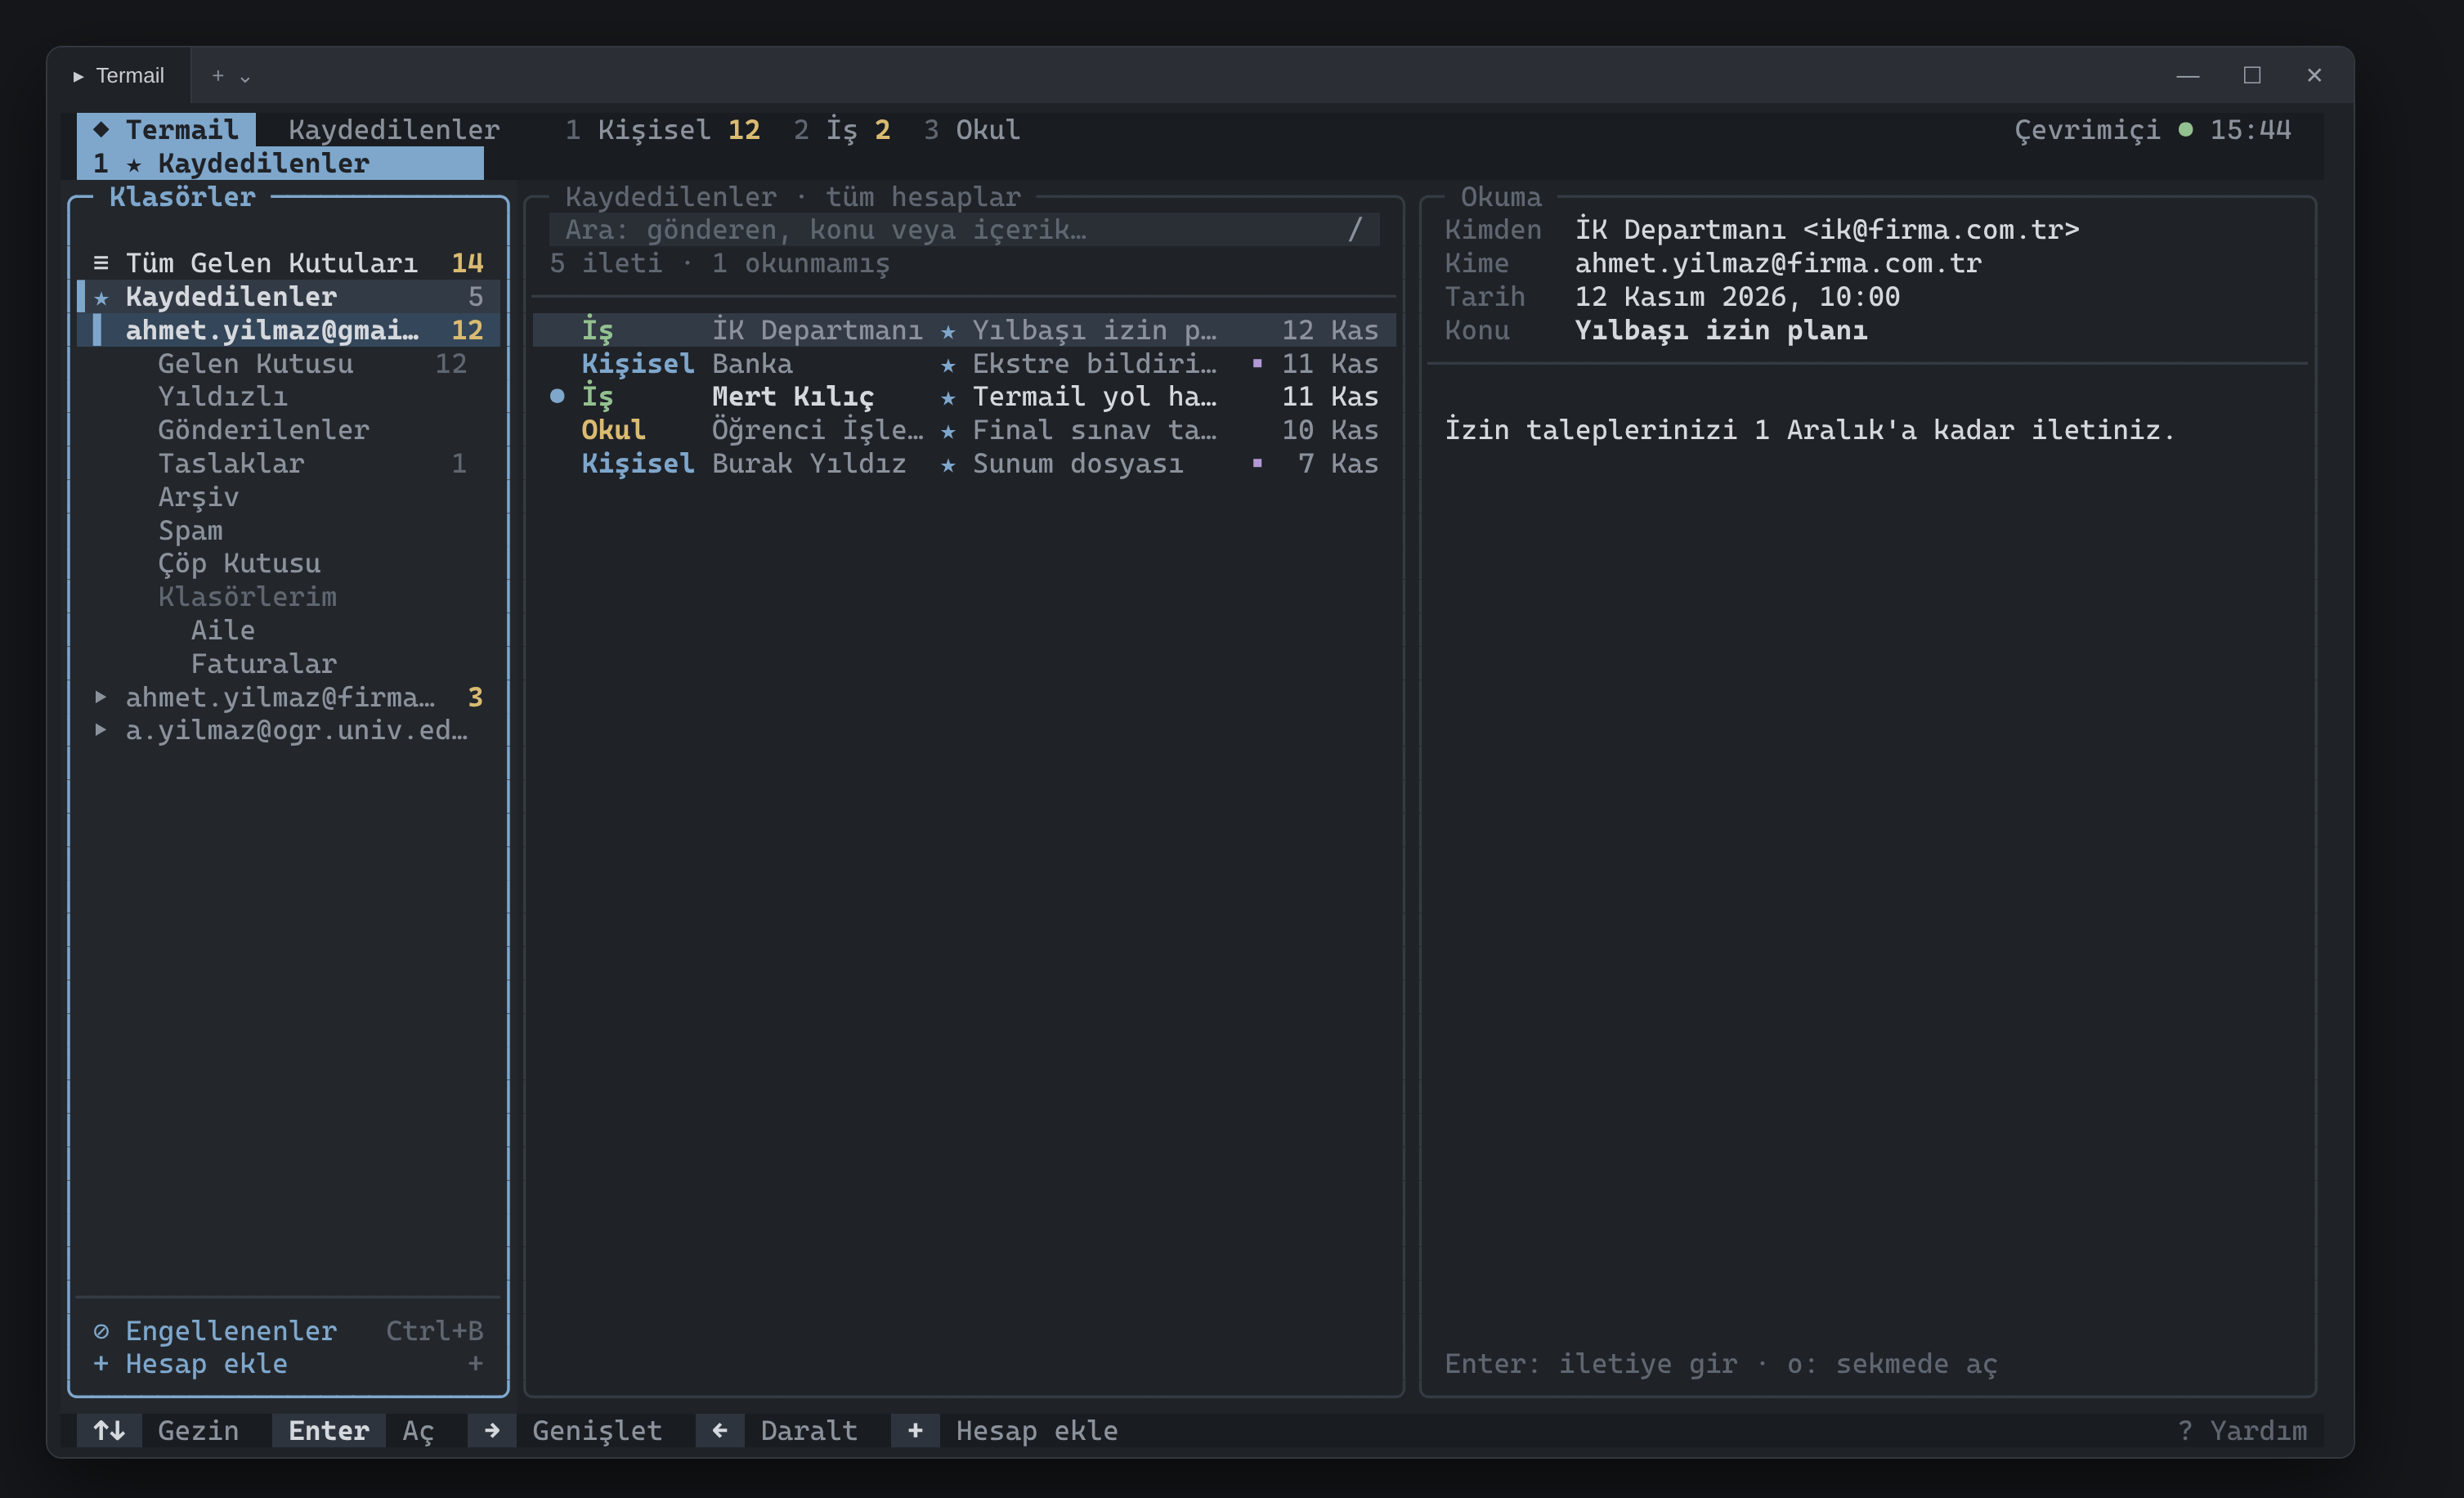 ▸ Termail + ⌄ — ☐ ✕
◆ Termail Kaydedilenler 1 Kişisel 12 2 İş 2 3 Okul Çevrimiçi ● 15:44
1 ★ Kaydedilenler
Klasörler
≡ Tüm Gelen Kutuları 14
★ Kaydedilenler 5
ahmet.yilmaz@gmai… 12
Gelen Kutusu 12
Yıldızlı
Gönderilenler
Taslaklar 1
Arşiv
Spam
Çöp Kutusu
Klasörlerim
Aile
Faturalar
▸ ahmet.yilmaz@firma… 3
▸ a.yilmaz@ogr.univ.ed…
⊘ Engellenenler Ctrl+B
+ Hesap ekle +
Kaydedilenler · tüm hesaplar
Ara: gönderen, konu veya içerik… /
5 ileti · 1 okunmamış
İş İK Departmanı ★ Yılbaşı izin p… 12 Kas
Kişisel Banka ★ Ekstre bildiri… ▪ 11 Kas
● İş Mert Kılıç ★ Termail yol ha… 11 Kas
Okul Öğrenci İşle… ★ Final sınav ta… 10 Kas
Kişisel Burak Yıldız ★ Sunum dosyası ▪ 7 Kas
Okuma
Kimden İK Departmanı <ik@firma.com.tr>
Kime ahmet.yilmaz@firma.com.tr
Tarih 12 Kasım 2026, 10:00
Konu Yılbaşı izin planı
İzin taleplerinizi 1 Aralık'a kadar iletiniz.
Enter: iletiye gir · o: sekmede aç
↑↓ Gezin Enter Aç → Genişlet ← Daralt + Hesap ekle ? Yardım